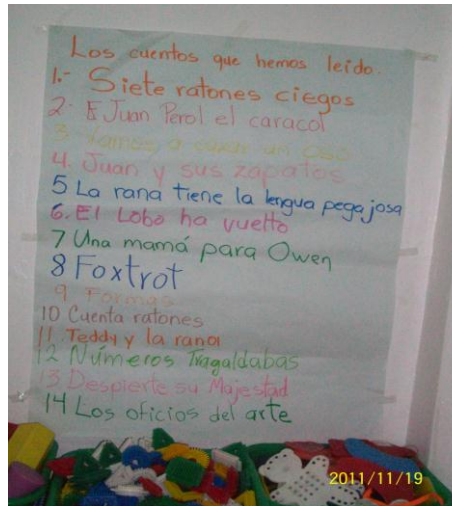 Los cuentos que hemos leído.
1.- Siete ratones ciegos
2. Juan Perol el caracol
3 Vamos a cazar un oso
4. Juan y sus zapatos
5 La rana tiene la lengua pegajosa
6. El Lobo ha vuelto
7 Una mamá para Owen
8 Foxtrot
9 Formas
10 Cuenta ratones
11 Teddy y la rana
12 Números Tragaldabas
13 Despierte su Majestad
14 Los oficios del arte
2011/11/19